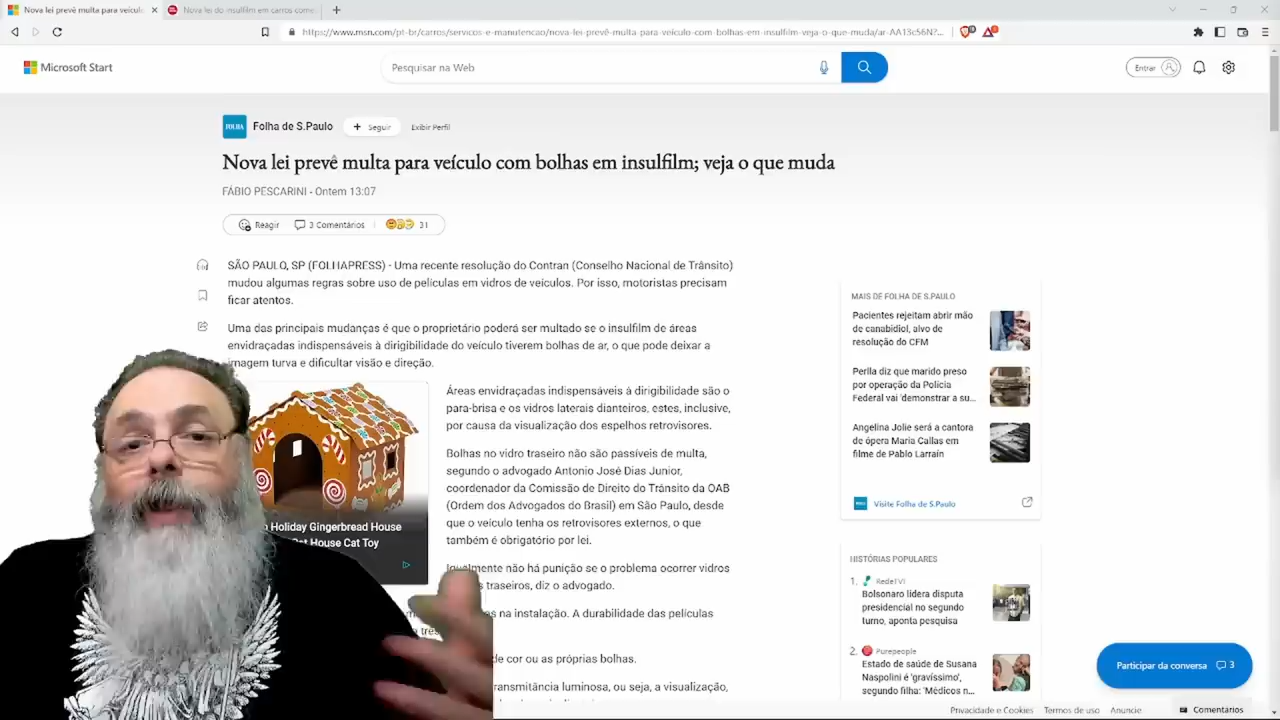 Nova lei prevê multa para veícul
Nova lei do insulfilm em carros come
https://www.msn.com/pt-br/carros/servicos-e-manutencao/nova-lei-prevê-multa-para-veiculo-com-bolhas-em-insulfilm-veja-o-que-muda/ar-AA13c56N?...
Microsoft Start
Pesquisar na Web
Entrar
FOLHA
Folha de S.Paulo
+ Seguir
Exibir Perfil
Nova lei prevê multa para veículo com bolhas em insulfilm; veja o que muda
FÁBIO PESCARINI - Ontem 13:07
Reagir
3 Comentários
31
SÃO PAULO, SP (FOLHAPRESS) - Uma recente resolução do Contran (Conselho Nacional de Trânsito)
mudou algumas regras sobre uso de películas em vidros de veículos. Por isso, motoristas precisam
ficar atentos.
Uma das principais mudanças é que o proprietário poderá ser multado se o insulfilm de áreas
envidraçadas indispensáveis à dirigibilidade do veículo tiverem bolhas de ar, o que pode deixar a
imagem turva e dificultar visão e direção.
Áreas envidraçadas indispensáveis à dirigibilidade são o
para-brisa e os vidros laterais dianteiros, estes, inclusive,
por causa da visualização dos espelhos retrovisores.
Bolhas no vidro traseiro não são passíveis de multa,
segundo o advogado Antonio José Dias Junior,
coordenador da Comissão de Direito do Trânsito da OAB
(Ordem dos Advogados do Brasil) em São Paulo, desde
que o veículo tenha os retrovisores externos, o que
também é obrigatório por lei.
Holiday Gingerbread House
House Cat Toy
Igualmente não há punição se o problema ocorrer vidros
traseiros, diz o advogado.
na instalação. A durabilidade das películas
de cor ou as próprias bolhas.
transmitância luminosa, ou seja, a visualização,
MAIS DE FOLHA DE S.PAULO
Pacientes rejeitam abrir mão
de canabidiol, alvo de
resolução do CFM
Perlla diz que marido preso
por operação da Polícia
Federal vai 'demonstrar a su...
Angelina Jolie será a cantora
de ópera Maria Callas em
filme de Pablo Larraín
Visite Folha de S.Paulo
HISTÓRIAS POPULARES
1. RedeTV!
Bolsonaro lidera disputa
presidencial no segundo
turno, aponta pesquisa
2. Purepeople
Estado de saúde de Susana
Naspolini é 'gravíssimo',
segundo filha: 'Médicos n...
Participar da conversa 3
Privacidade e Cookies
Termos de uso
Anuncie
Comentários